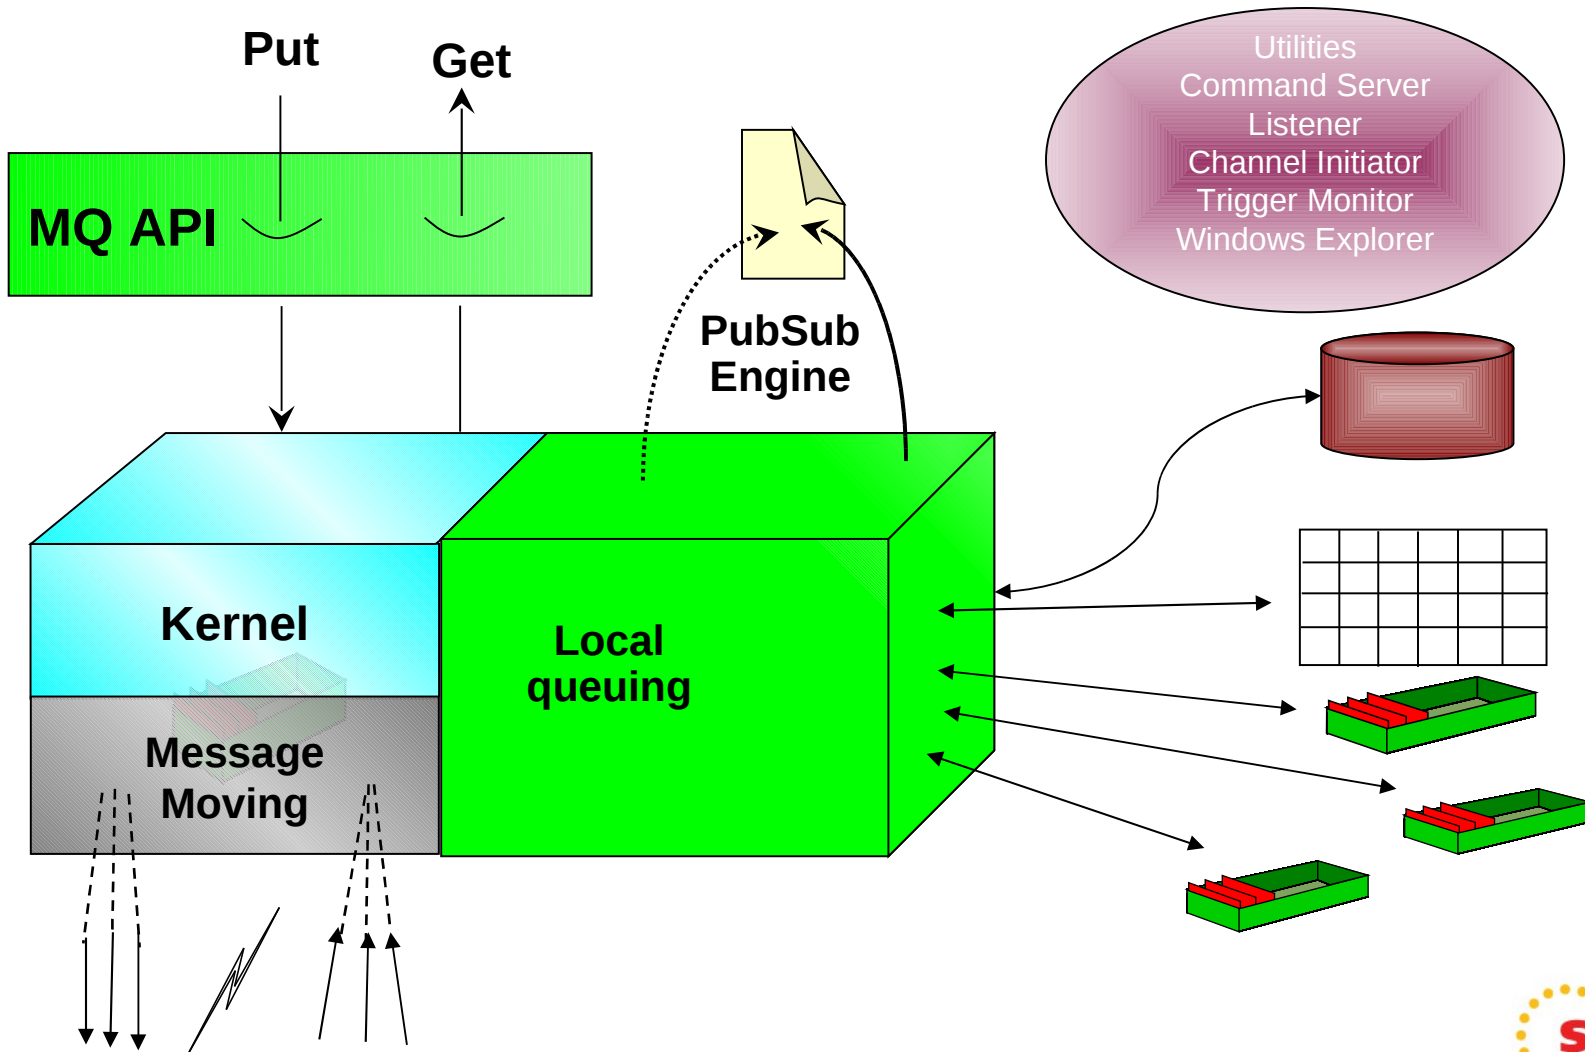 Put
Get
MQ API
PubSub
Engine
Utilities
Command Server
Listener
Channel Initiator
Trigger Monitor
Windows Explorer
Kernel
Local
queuing
Message
Moving